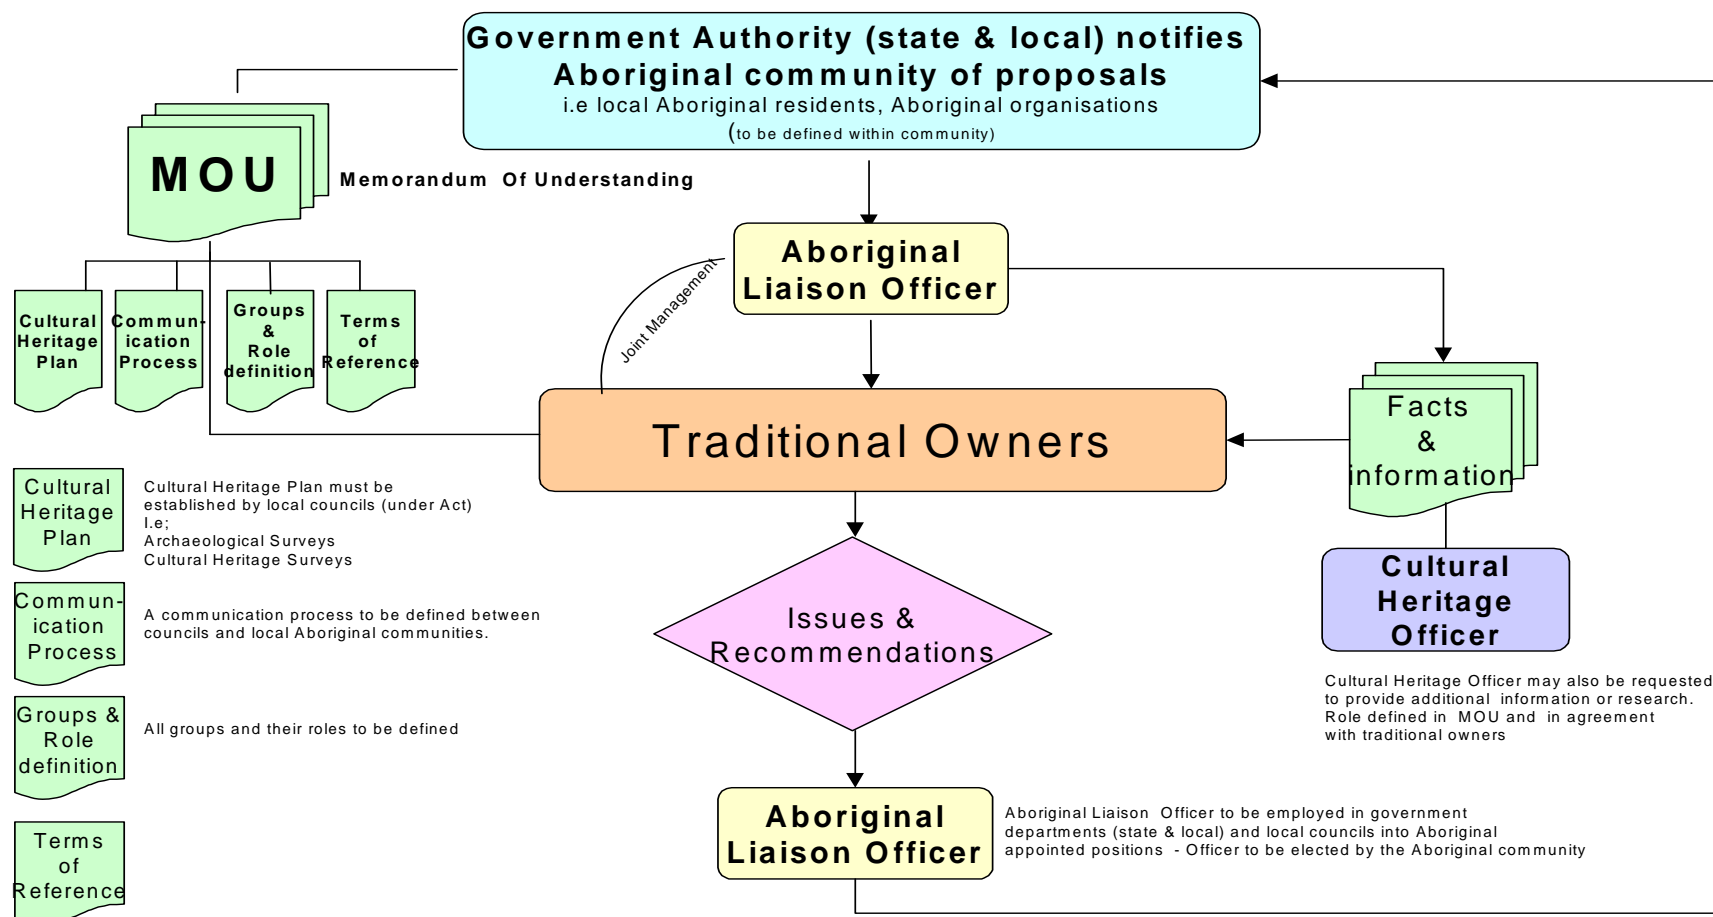 Government Authority (state & local) notifies
Aboriginal community of proposals
i.e local Aboriginal residents, Aboriginal organisations
(to be defined within community)
MOU
Memorandum Of Understanding
Aboriginal
Liaison Officer
Joint Management
Cultural
Heritage
Plan
Commun-
ication
Process
Groups
&
Role
definition
Terms
of
Reference
Traditional Owners
Facts
&
information
Cultural
Heritage
Plan
Cultural Heritage Plan must be
established by local councils (under Act)
I.e;
Archaeological Surveys
Cultural Heritage Surveys
Commun-
ication
Process
A communication process to be defined between
councils and local Aboriginal communities.
Groups &
Role
definition
All groups and their roles to be defined
Terms
of
Reference
Issues &
Recommendations
Cultural
Heritage
Officer
Cultural Heritage Officer may also be requested
to provide additional information or research.
Role defined in MOU and in agreement
with traditional owners
Aboriginal
Liaison Officer
Aboriginal Liaison Officer to be employed in government
departments (state & local) and local councils into Aboriginal
appointed positions - Officer to be elected by the Aboriginal community